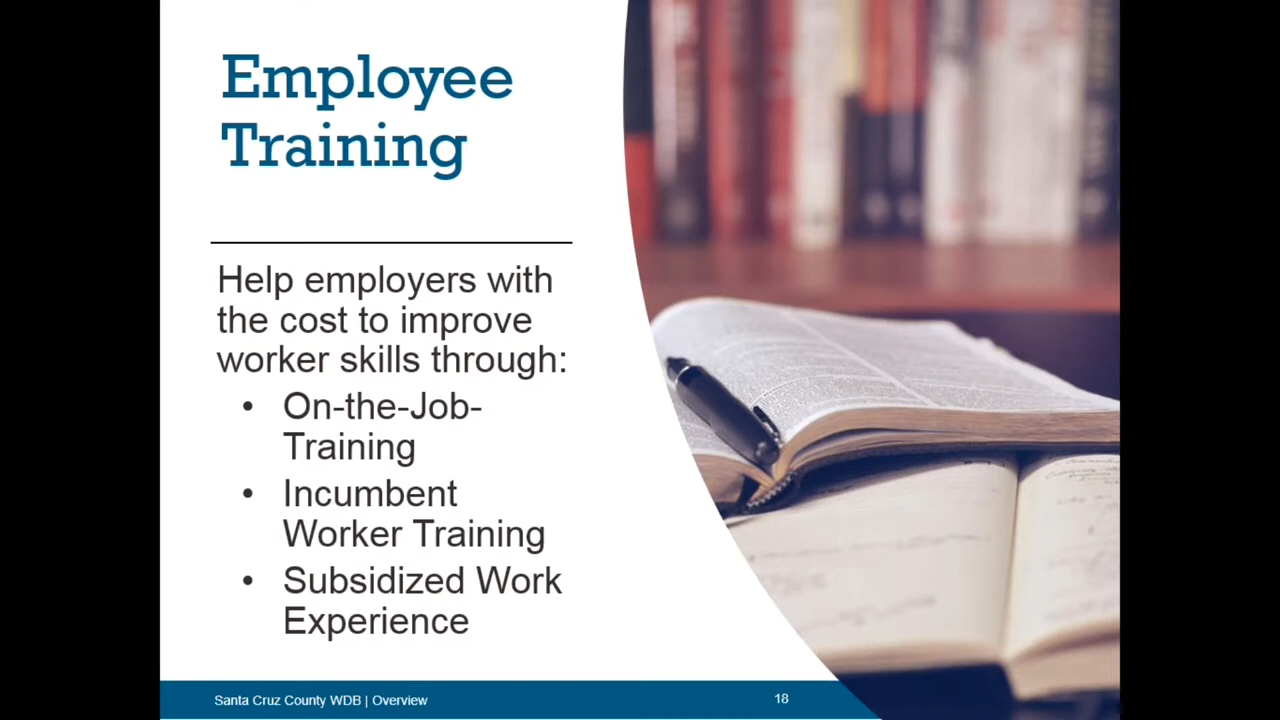 Employee
Training
Help employers with
the cost to improve
worker skills through:
• On-the-Job-
Training
• Incumbent
Worker Training
• Subsidized Work
Experience
Santa Cruz County WDB | Overview
18